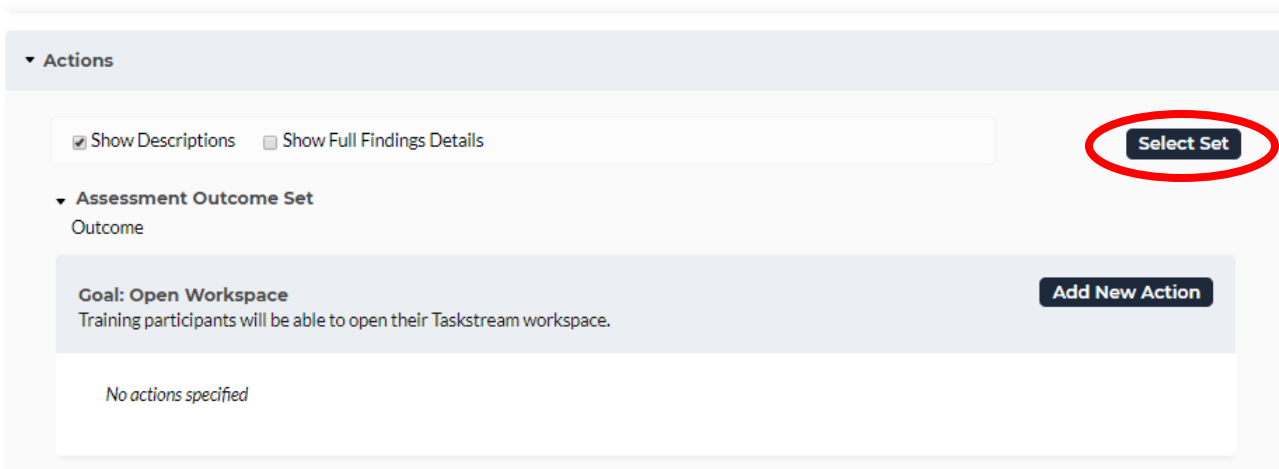 Actions
Show Descriptions Show Full Findings Details Select Set
Assessment Outcome Set
Outcome
Goal: Open Workspace Add New Action
Training participants will be able to open their Taskstream workspace.
No actions specified